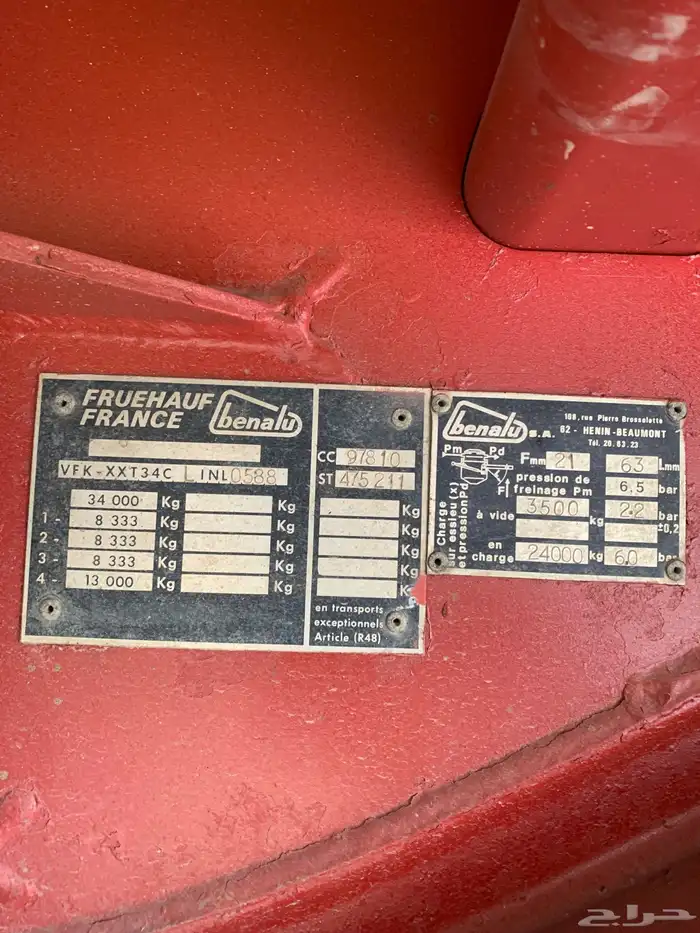 FRUEHAUF
FRANCE
benalu
VFK-XXT34C LINL0588
34 000 Kg Kg
1- 8 333 Kg Kg
2- 8 333 Kg Kg
3- 8 333 Kg Kg
4- 13 000 Kg Kg
CC 97810
ST 475211
Kg
Kg
Kg
Kg
en transports
exceptionnels
Article (R48)
benalu S.A.
108, rue Pierre Brossolette
62 - HENIN-BEAUMONT
Tél. 20.63.23
Pm Pd
F
Charge
sur essieu (x)
et pression Pd
Fmm 21 63 Lmm
pression de
freinage Pm 6,5 bar
à vide 3500 kg 2.2 bar
±0,2
en
charge 24000 kg 6.0 bar
حراج